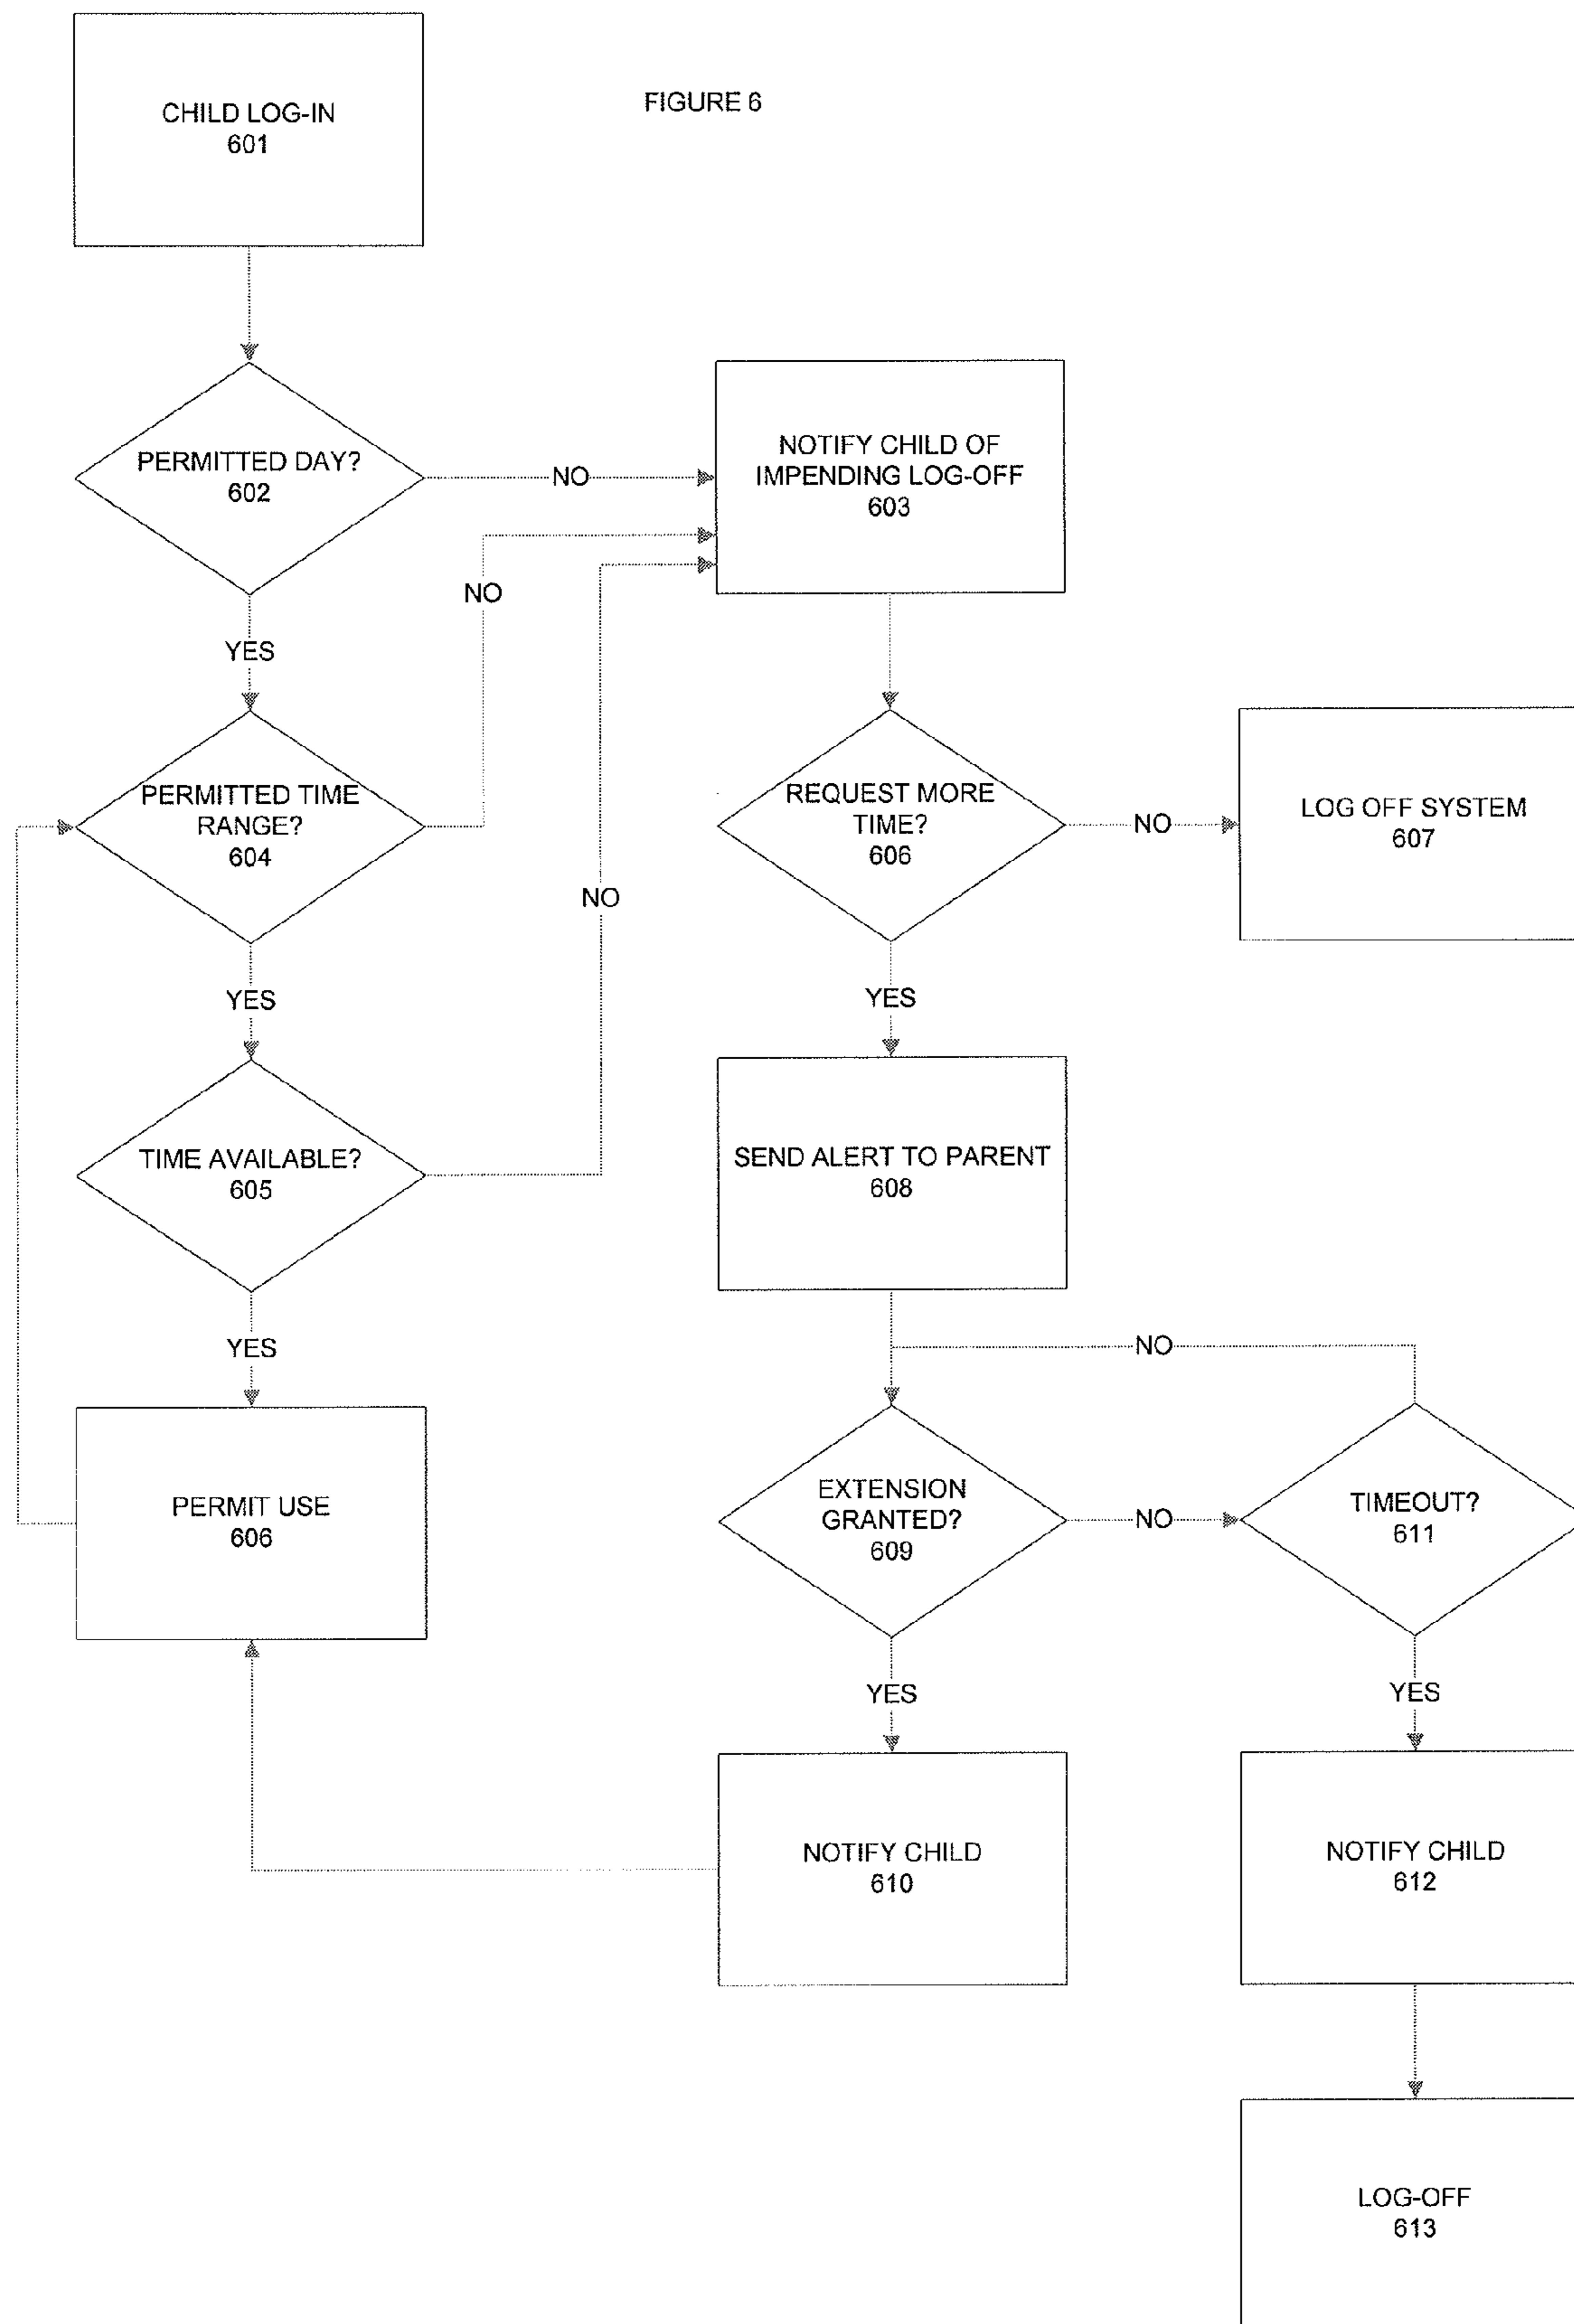 FIGURE 6
CHILD LOG-IN
601
PERMITTED DAY?
602
NO
NOTIFY CHILD OF
IMPENDING LOG-OFF
603
NO
YES
PERMITTED TIME
RANGE?
604
REQUEST MORE
TIME?
606
NO
LOG OFF SYSTEM
607
NO
YES
YES
TIME AVAILABLE?
605
SEND ALERT TO PARENT
608
YES
NO
PERMIT USE
606
EXTENSION
GRANTED?
609
NO
TIMEOUT?
611
YES
YES
NOTIFY CHILD
610
NOTIFY CHILD
612
LOG-OFF
613